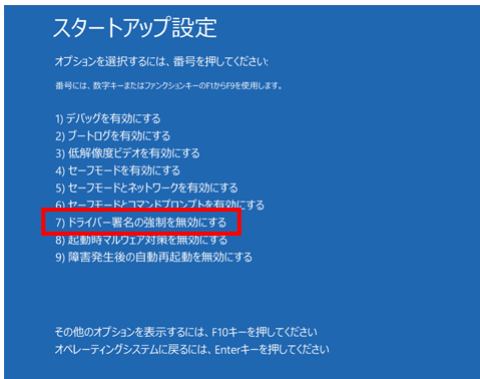 スタートアップ設定
オプションを選択するには、番号を押してください:
番号には、数字キーまたはファンクションキーのF1からF9を使用します。
1) デバッグを有効にする
2) ブートログを有効にする
3) 低解像度ビデオを有効にする
4) セーフモードを有効にする
5) セーフモードとネットワークを有効にする
6) セーフモードとコマンドプロンプトを有効にする
7) ドライバー署名の強制を無効にする
8) 起動時マルウェア対策を無効にする
9) 障害発生後の自動再起動を無効にする
その他のオプションを表示するには、F10キーを押してください
オペレーティングシステムに戻るには、Enterキーを押してください